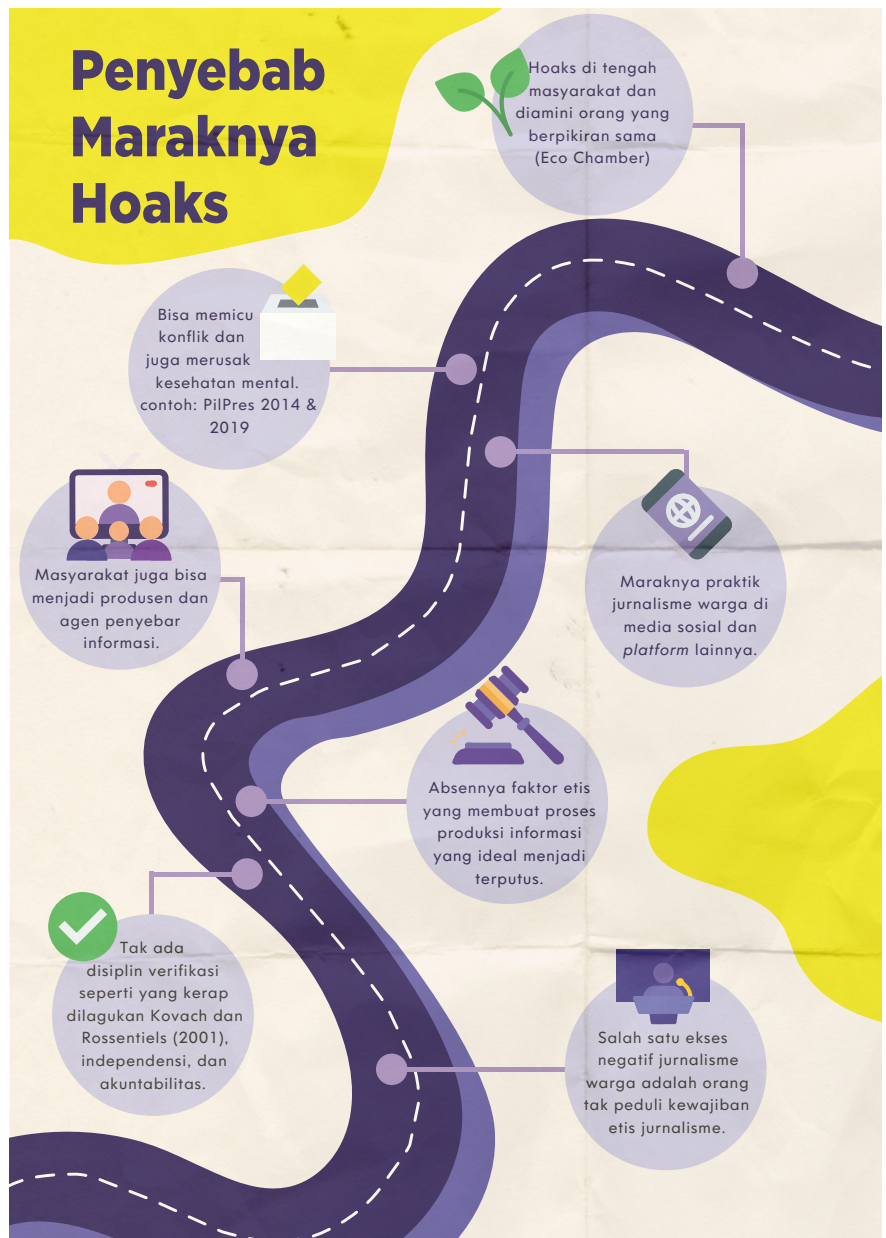 Penyebab
Maraknya
Hoaks
Hoaks di tengah
masyarakat dan
diamini orang yang
berpikiran sama
(Eco Chamber)
Bisa memicu
konflik dan
juga merusak
kesehatan mental.
contoh: PilPres 2014 &
2019
Maraknya praktik
jurnalisme warga di
media sosial dan
platform lainnya.
Masyarakat juga bisa
menjadi produsen dan
agen penyebar
informasi.
Absennya faktor etis
yang membuat proses
produksi informasi
yang ideal menjadi
terputus.
Tak ada
disiplin verifikasi
seperti yang kerap
dilagukan Kovach dan
Rossentiels (2001),
independensi, dan
akuntabilitas.
Salah satu ekses
negatif jurnalisme
warga adalah orang
tak peduli kewajiban
etis jurnalisme.